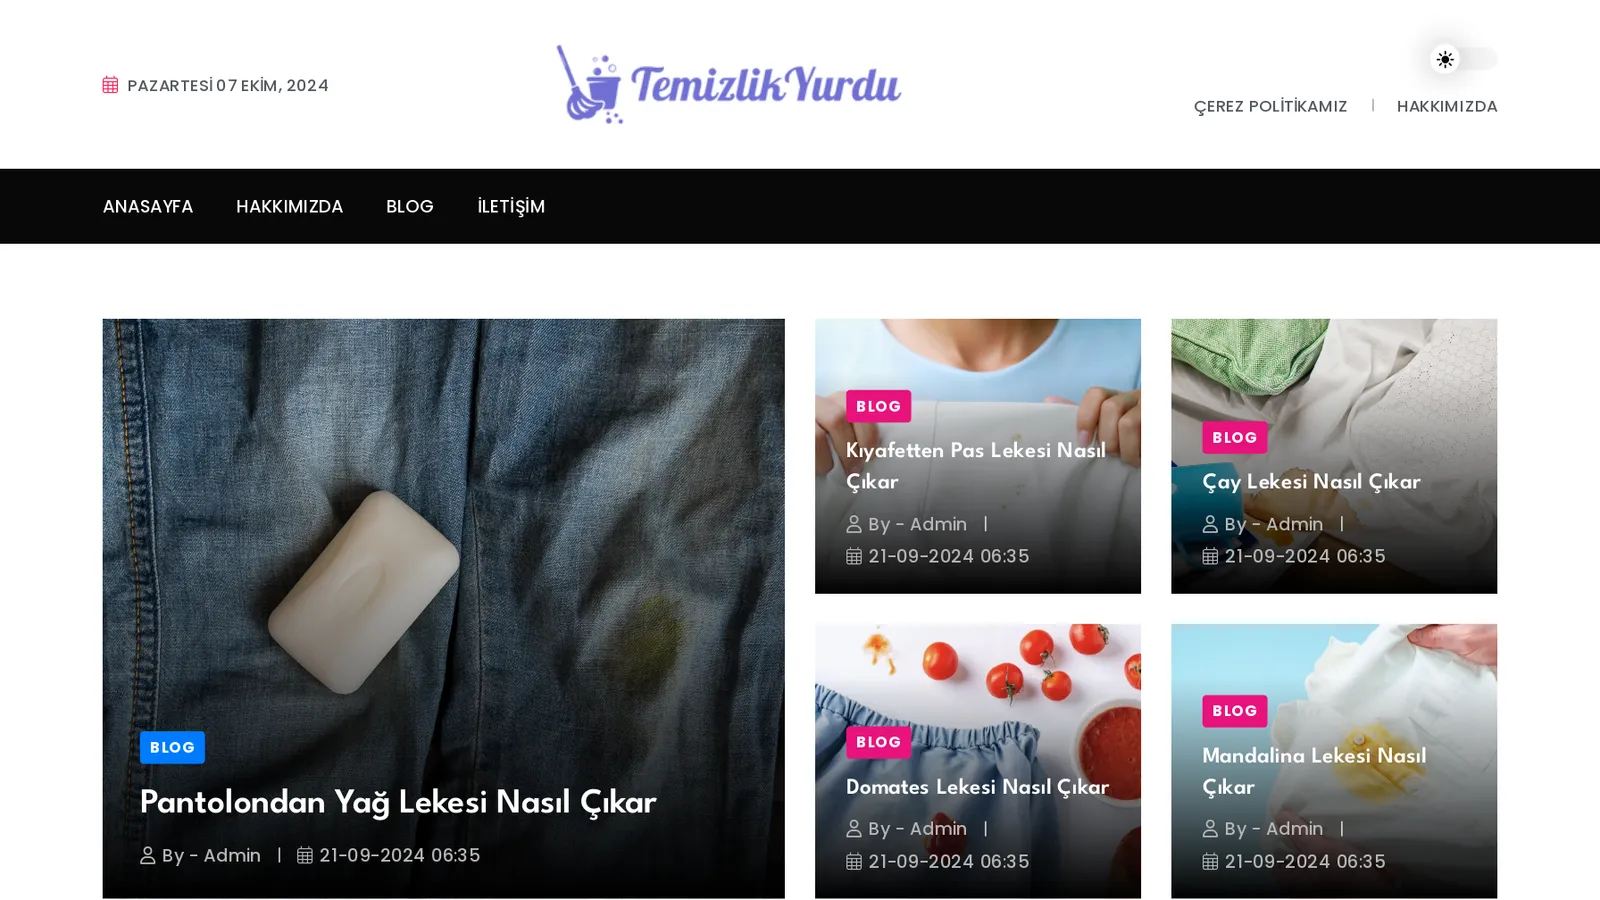 PAZARTESİ 07 EKİM, 2024
TemizlikYurdu
ÇEREZ POLİTİKAMIZ | HAKKIMIZDA
ANASAYFA HAKKIMIZDA BLOG İLETİŞİM
BLOG
Pantolondan Yağ Lekesi Nasıl Çıkar
By - Admin | 21-09-2024 06:35
BLOG
Kıyafetten Pas Lekesi Nasıl
Çıkar
By - Admin |
21-09-2024 06:35
BLOG
Çay Lekesi Nasıl Çıkar
By - Admin |
21-09-2024 06:35
BLOG
Domates Lekesi Nasıl Çıkar
By - Admin |
21-09-2024 06:35
BLOG
Mandalina Lekesi Nasıl
Çıkar
By - Admin |
21-09-2024 06:35